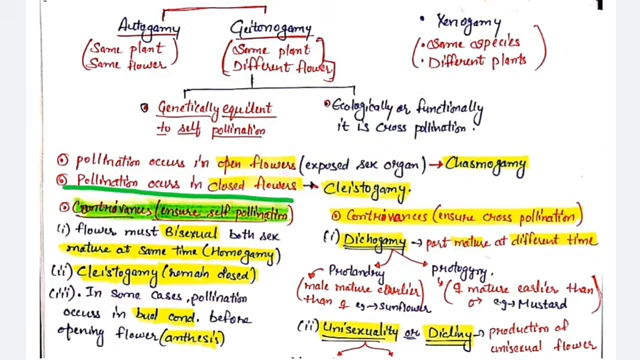 Autogamy Geitonogamy • Xenogamy
(Same plant (Same plant (• Same species
Same flower) Different flower) • Different plants)
Genetically equilent • Ecologically or functionally
to self pollination it is cross pollination.
pollination occurs in open flowers (exposed sex organ) → Chasmogamy
Pollination occurs in closed flowers → Cleistogamy.
Contrievances (ensure self pollination)
(i) flowers must Bisexual both sex
mature at same time (Homogamy)
(ii) Cleistogamy (remain closed)
(iii). In some cases, pollination
occurs in bud cond. before
opening flower (anthesis)
Contrievances (ensure cross pollination)
(i) Dichogamy → part mature at different time
Protandry protogyny.
(male mature earlier (♀ mature earlier than
than ♀ eg → Sunflower ♂ eg → Mustard)
(ii) Unisexuality or Dicliny → production of
unisexual flower